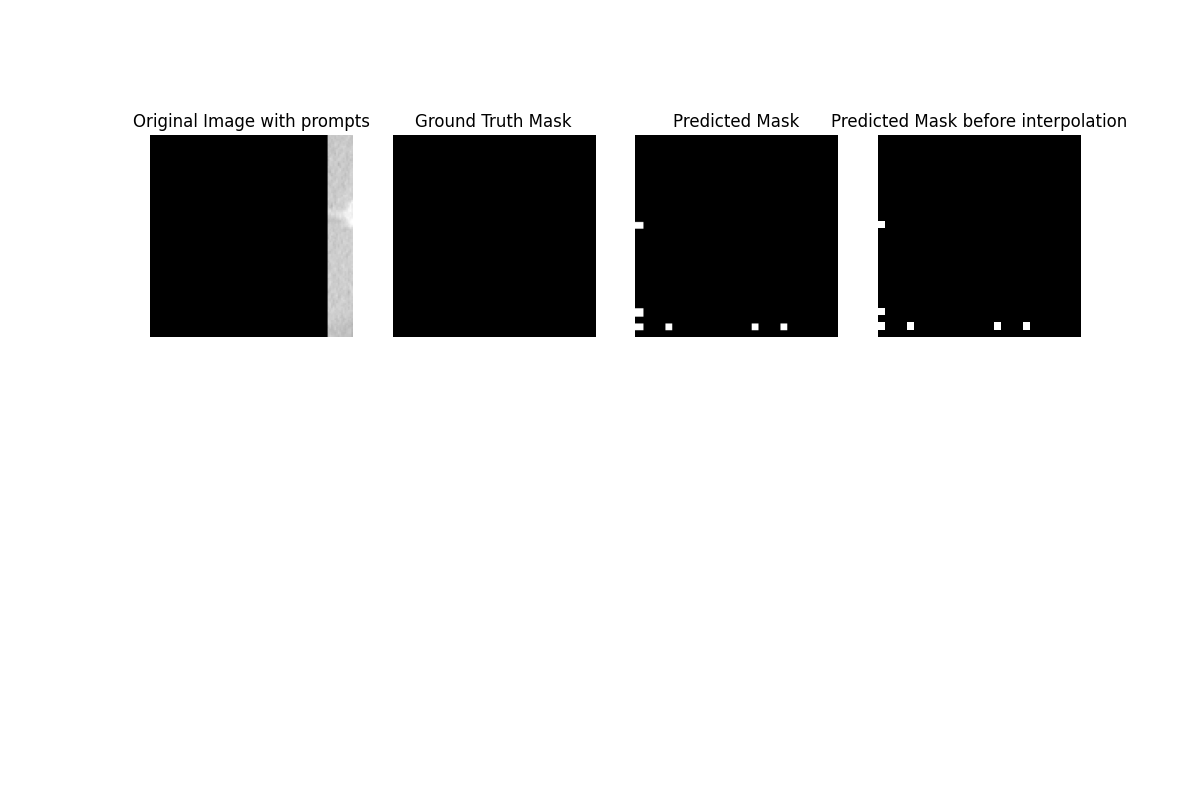 Original Image with prompts
Ground Truth Mask
Predicted Mask
Predicted Mask before interpolation